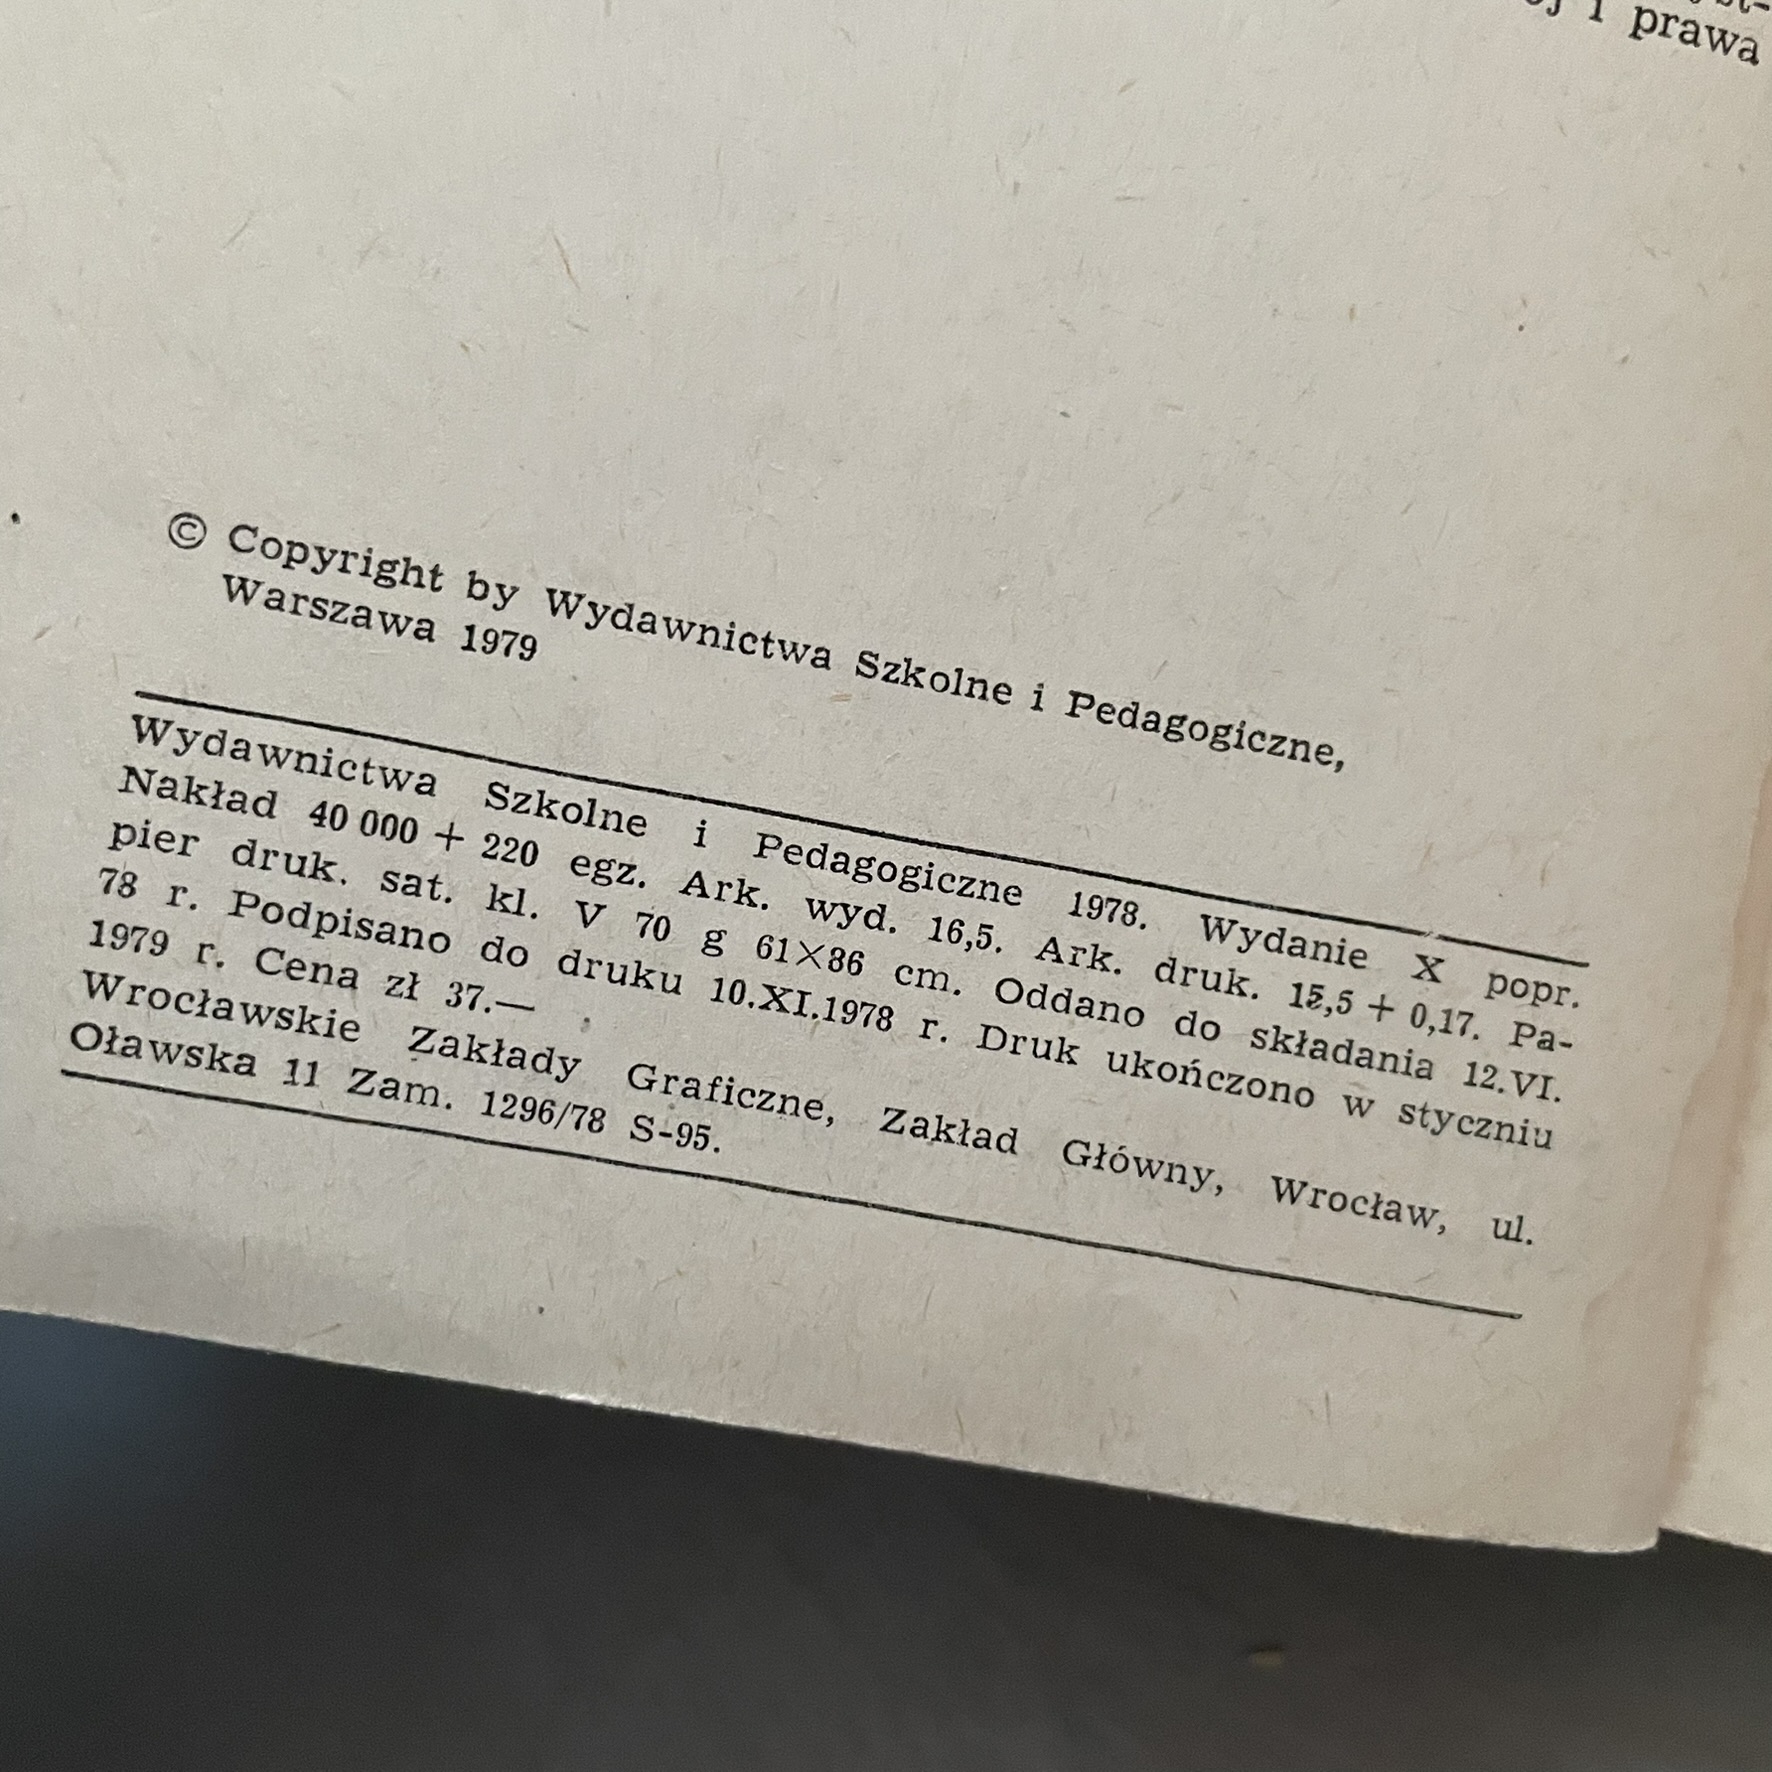 j i prawa
© Copyright by Wydawnictwa Szkolne i Pedagogiczne,
Warszawa 1979
Wydawnictwa Szkolne i Pedagogiczne 1978. Wydanie X popr.
Nakład 40 000 + 220 egz. Ark. wyd. 16,5. Ark. druk. 15,5 + 0,17. Pa-
pier druk. sat. kl. V 70 g 61×86 cm. Oddano do składania 12.VI.
78 r. Podpisano do druku 10.XI.1978 r. Druk ukończono w styczniu
1979 r. Cena zł 37.—
Wrocławskie Zakłady Graficzne, Zakład Główny, Wrocław, ul.
Oławska 11 Zam. 1296/78 S-95.